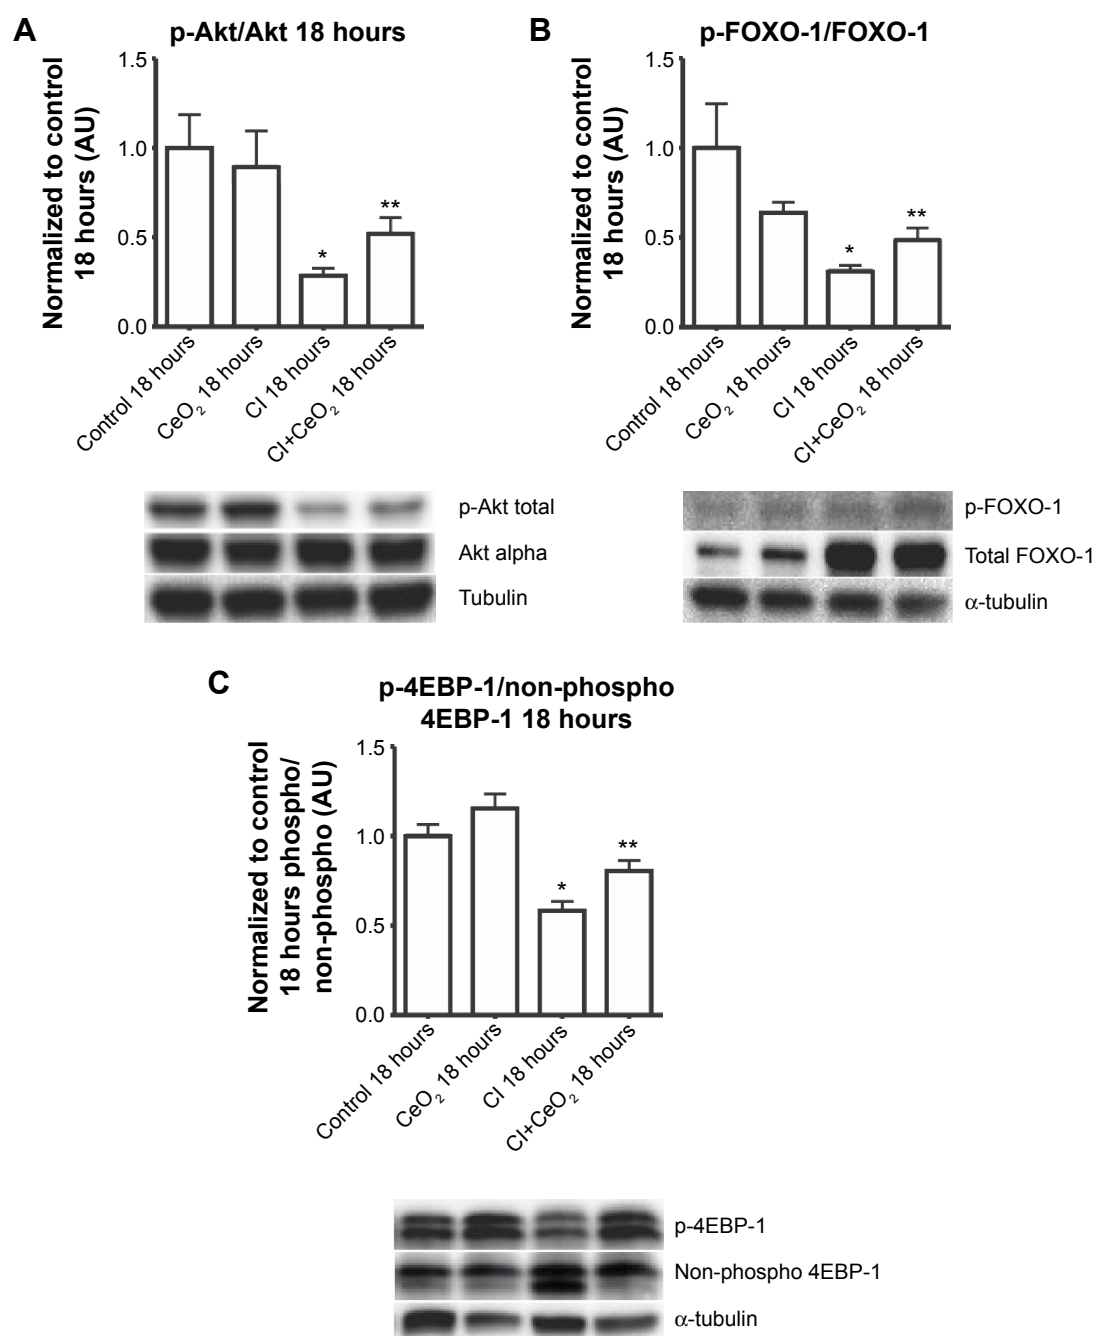 A
p-Akt/Akt 18 hours
Normalized to control
18 hours (AU)
1.5
1.0
0.5
0.0
*
**
Control 18 hours
CeO₂ 18 hours
CI 18 hours
CI+CeO₂ 18 hours
p-Akt total
Akt alpha
Tubulin
B
p-FOXO-1/FOXO-1
Normalized to control
18 hours (AU)
1.5
1.0
0.5
0.0
*
**
Control 18 hours
CeO₂ 18 hours
CI 18 hours
CI+CeO₂ 18 hours
p-FOXO-1
Total FOXO-1
α-tubulin
C
p-4EBP-1/non-phospho
4EBP-1 18 hours
Normalized to control
18 hours phospho/
non-phospho (AU)
1.5
1.0
0.5
0.0
*
**
Control 18 hours
CeO₂ 18 hours
CI 18 hours
CI+CeO₂ 18 hours
p-4EBP-1
Non-phospho 4EBP-1
α-tubulin